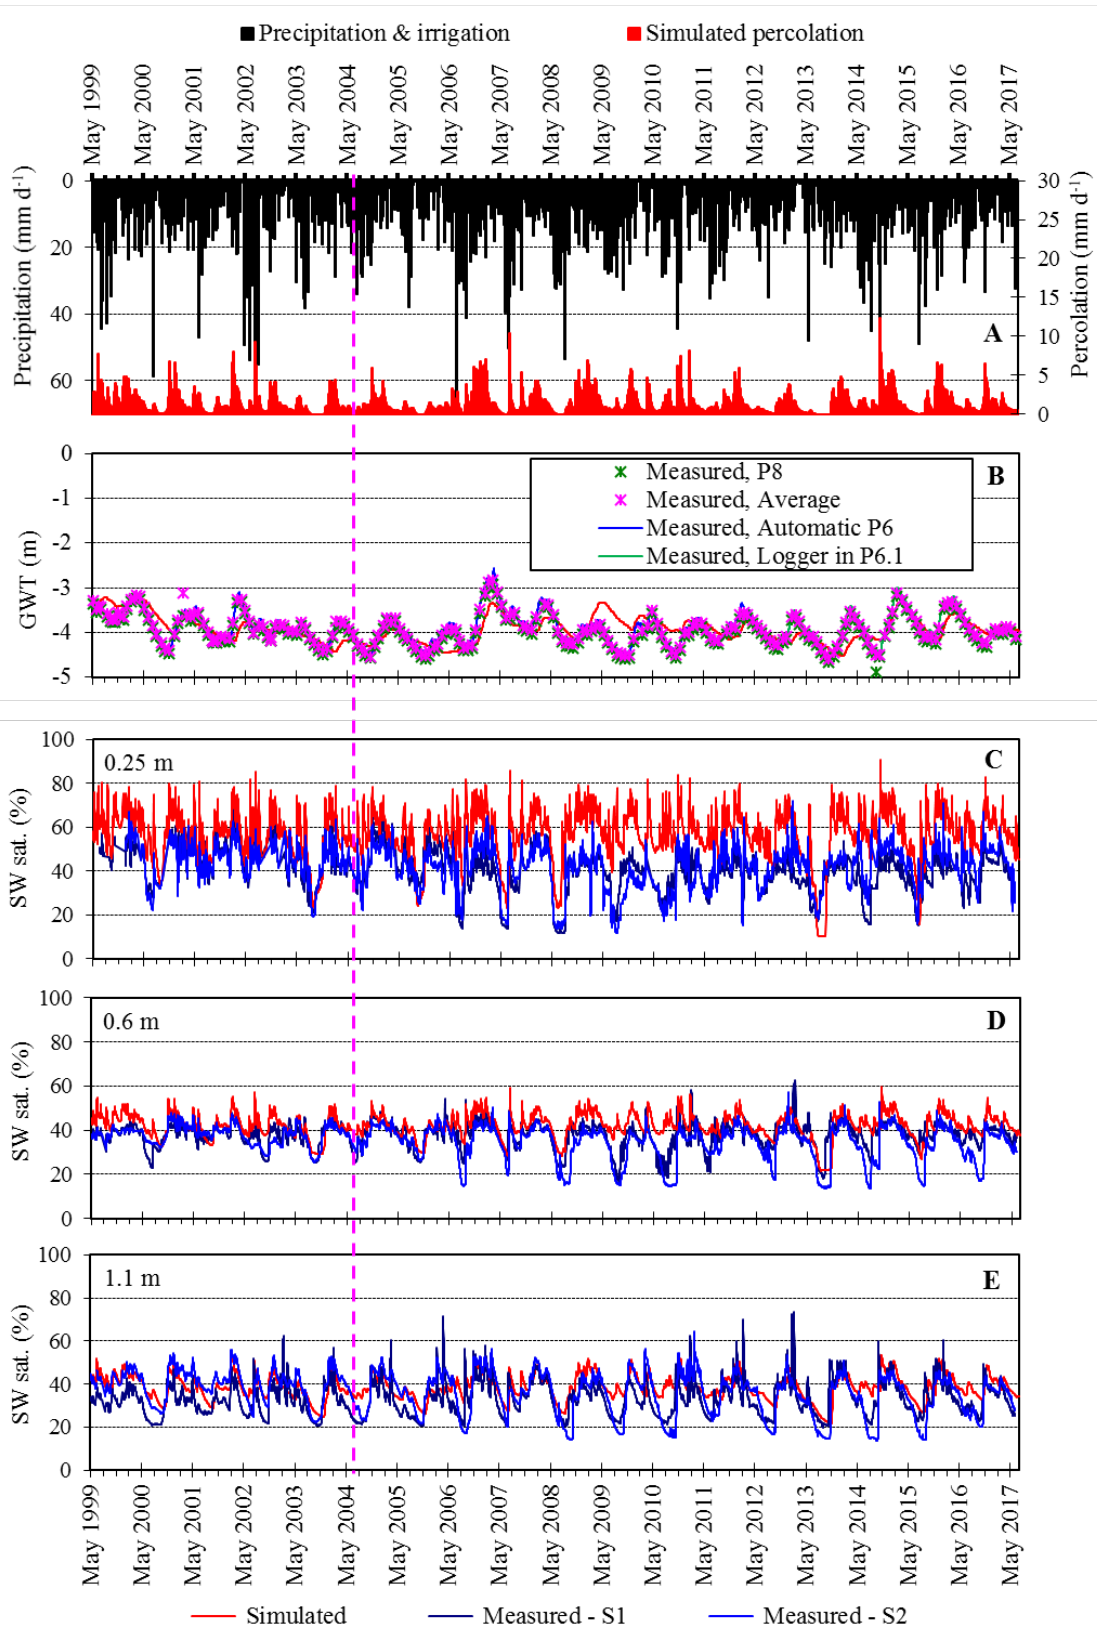 Precipitation & irrigation Simulated percolation
May 1999 May 2000 May 2001 May 2002 May 2003 May 2004 May 2005 May 2006 May 2007 May 2008 May 2009 May 2010 May 2011 May 2012 May 2013 May 2014 May 2015 May 2016 May 2017
Precipitation (mm d-1)
0
20
40
60
A
30
25
20
15
10
5
0
Percolation (mm d-1)
GWT (m)
0
-1
-2
-3
-4
-5
B
Measured, P8
Measured, Average
Measured, Automatic P6
Measured, Logger in P6.1
SW sat. (%)
100
80
60
40
20
0
0.25 m
C
SW sat. (%)
100
80
60
40
20
0
0.6 m
D
SW sat. (%)
100
80
60
40
20
0
1.1 m
E
May 1999 May 2000 May 2001 May 2002 May 2003 May 2004 May 2005 May 2006 May 2007 May 2008 May 2009 May 2010 May 2011 May 2012 May 2013 May 2014 May 2015 May 2016 May 2017
Simulated Measured - S1 Measured - S2